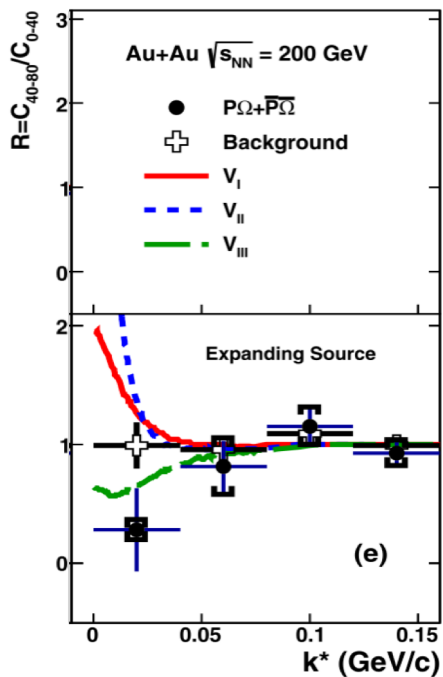 R=C40-80/C0-40
3
2
1
0
Au+Au √sNN = 200 GeV
PΩ+P̅Ω̅
Background
VI
VII
VIII
2
1
0
Expanding Source
(e)
0 0.05 0.1 0.15
k* (GeV/c)